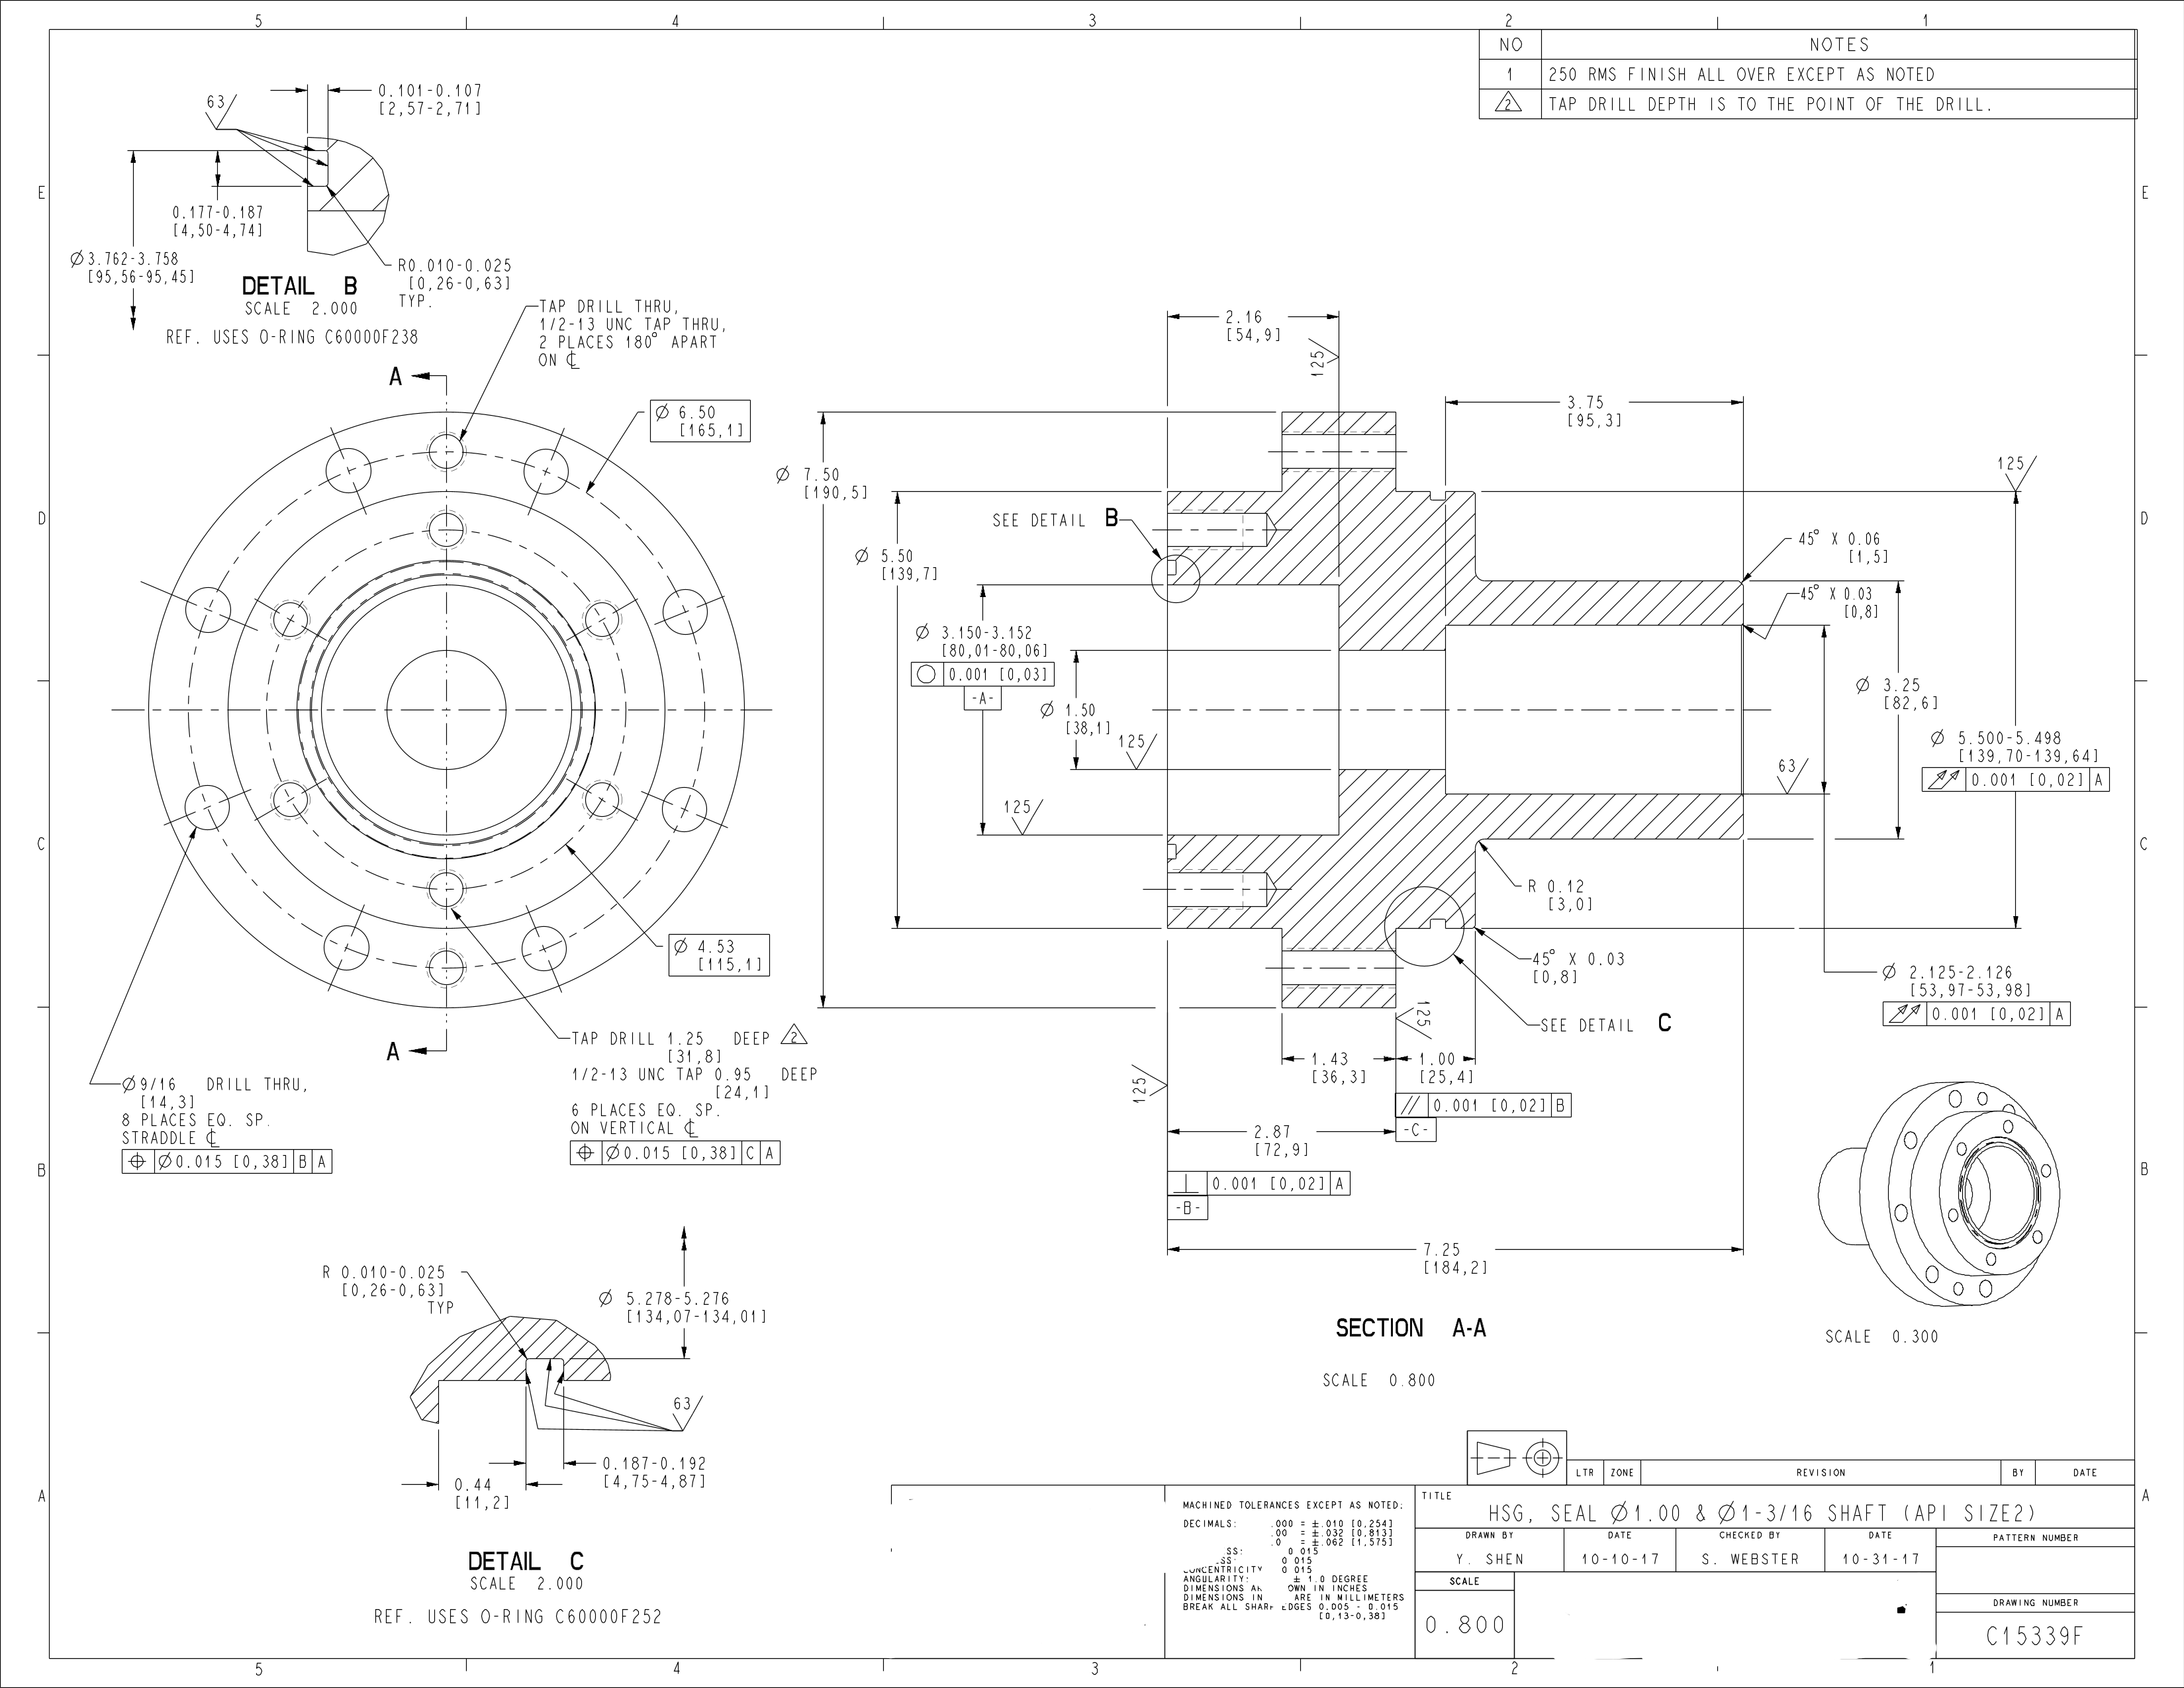 5 4 3 2 1
NO NOTES
1 250 RMS FINISH ALL OVER EXCEPT AS NOTED
2 TAP DRILL DEPTH IS TO THE POINT OF THE DRILL.
E E
D D
C C
B B
A A
63
0.101-0.107
[2,57-2,71]
0.177-0.187
[4,50-4,74]
Ø3.762-3.758
[95,56-95,45]
R0.010-0.025
[0,26-0,63]
TYP.
DETAIL B
SCALE 2.000
REF. USES O-RING C60000F238
TAP DRILL THRU,
1/2-13 UNC TAP THRU,
2 PLACES 180° APART
ON ℄
A
Ø 6.50
[165,1]
Ø 4.53
[115,1]
A
TAP DRILL 1.25 DEEP 2
[31,8]
1/2-13 UNC TAP 0.95 DEEP
[24,1]
6 PLACES EQ. SP.
ON VERTICAL ℄
⌖ Ø0.015 [0,38] C A
Ø9/16 DRILL THRU,
[14,3]
8 PLACES EQ. SP.
STRADDLE ℄
⌖ Ø0.015 [0,38] B A
2.16
[54,9]
125
3.75
[95,3]
Ø 7.50
[190,5]
SEE DETAIL B
Ø 5.50
[139,7]
125
45° X 0.06
[1,5]
45° X 0.03
[0,8]
Ø 3.150-3.152
[80,01-80,06]
○ 0.001 [0,03]
-A-
Ø 1.50
[38,1]
125
125
Ø 3.25
[82,6]
Ø 5.500-5.498
[139,70-139,64]
0.001 [0,02] A
63
R 0.12
[3,0]
45° X 0.03
[0,8]
Ø 2.125-2.126
[53,97-53,98]
0.001 [0,02] A
SEE DETAIL C
125
125
1.43
[36,3]
1.00
[25,4]
// 0.001 [0,02] B
-C-
2.87
[72,9]
⊥ 0.001 [0,02] A
-B-
7.25
[184,2]
SECTION A-A
SCALE 0.800
SCALE 0.300
R 0.010-0.025
[0,26-0,63]
TYP
Ø 5.278-5.276
[134,07-134,01]
63
0.187-0.192
[4,75-4,87]
0.44
[11,2]
DETAIL C
SCALE 2.000
REF. USES O-RING C60000F252
LTR ZONE REVISION BY DATE
MACHINED TOLERANCES EXCEPT AS NOTED:
DECIMALS: .000 = ±.010 [0,254]
.00 = ±.032 [0,813]
.0 = ±.062 [1,575]
SS: 0.015
SS: 0.015
CONCENTRICITY 0.015
ANGULARITY: ± 1.0 DEGREE
DIMENSIONS OWN IN INCHES
DIMENSIONS IN ARE IN MILLIMETERS
BREAK ALL EDGES 0.005 - 0.015
[0,13-0,38]
TITLE
HSG, SEAL Ø1.00 & Ø1-3/16 SHAFT (API SIZE2)
DRAWN BY DATE CHECKED BY DATE PATTERN NUMBER
Y. SHEN 10-10-17 S. WEBSTER 10-31-17
SCALE
0.800
DRAWING NUMBER
C15339F
5 4 3 2 1